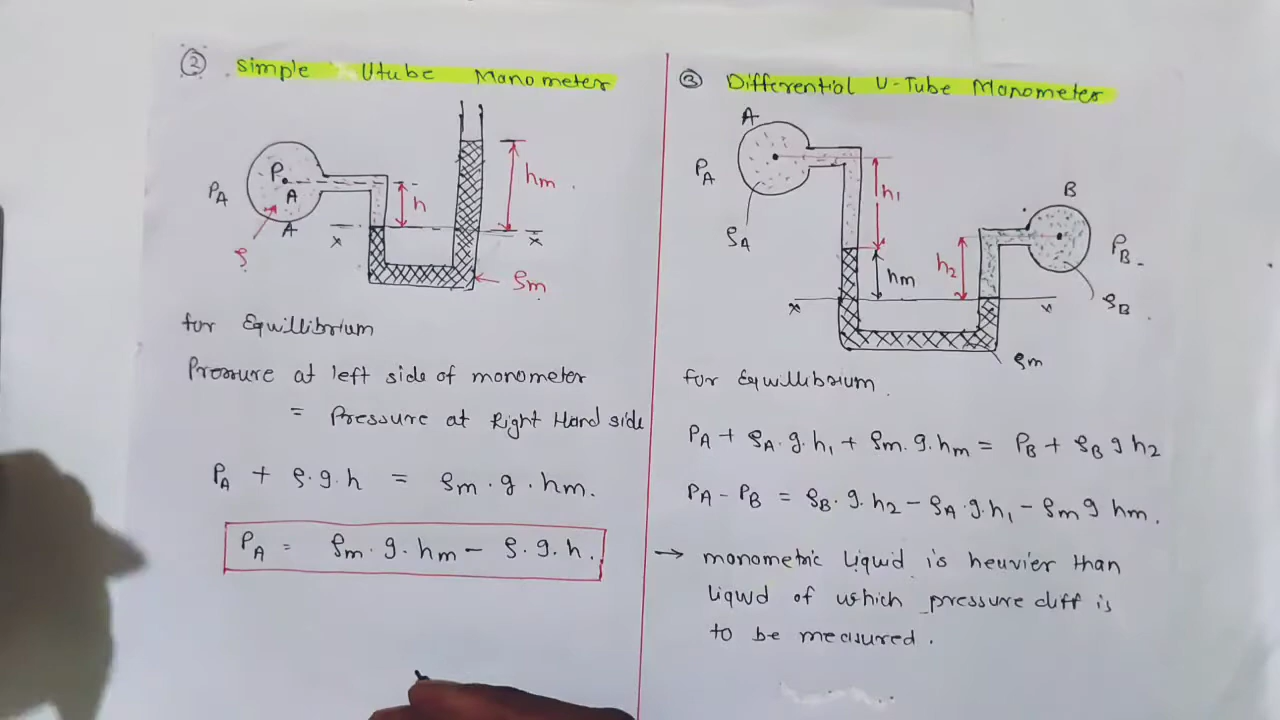 ② Simple Utube Manometer
P
A
PA
A
ρ
h
hm
x
x
ρm
for Equillibrium
Pressure at left side of monometer
= Pressure at Right Hand side
PA + ρ.g.h = ρm.g.hm.
PA = ρm.g.hm - ρ.g.h.
③ Differential U-Tube Manometer
A
PA
ρA
h1
hm
h2
B
PB
ρB
x
x
ρm
for Equillibrium.
PA + ρA.g.h1 + ρm.g.hm = PB + ρB g h2
PA - PB = ρB.g.h2 - ρA.g.h1 - ρm g hm.
→ monometric liquid is heuvier than
liquid of which pressure diff is
to be measured.